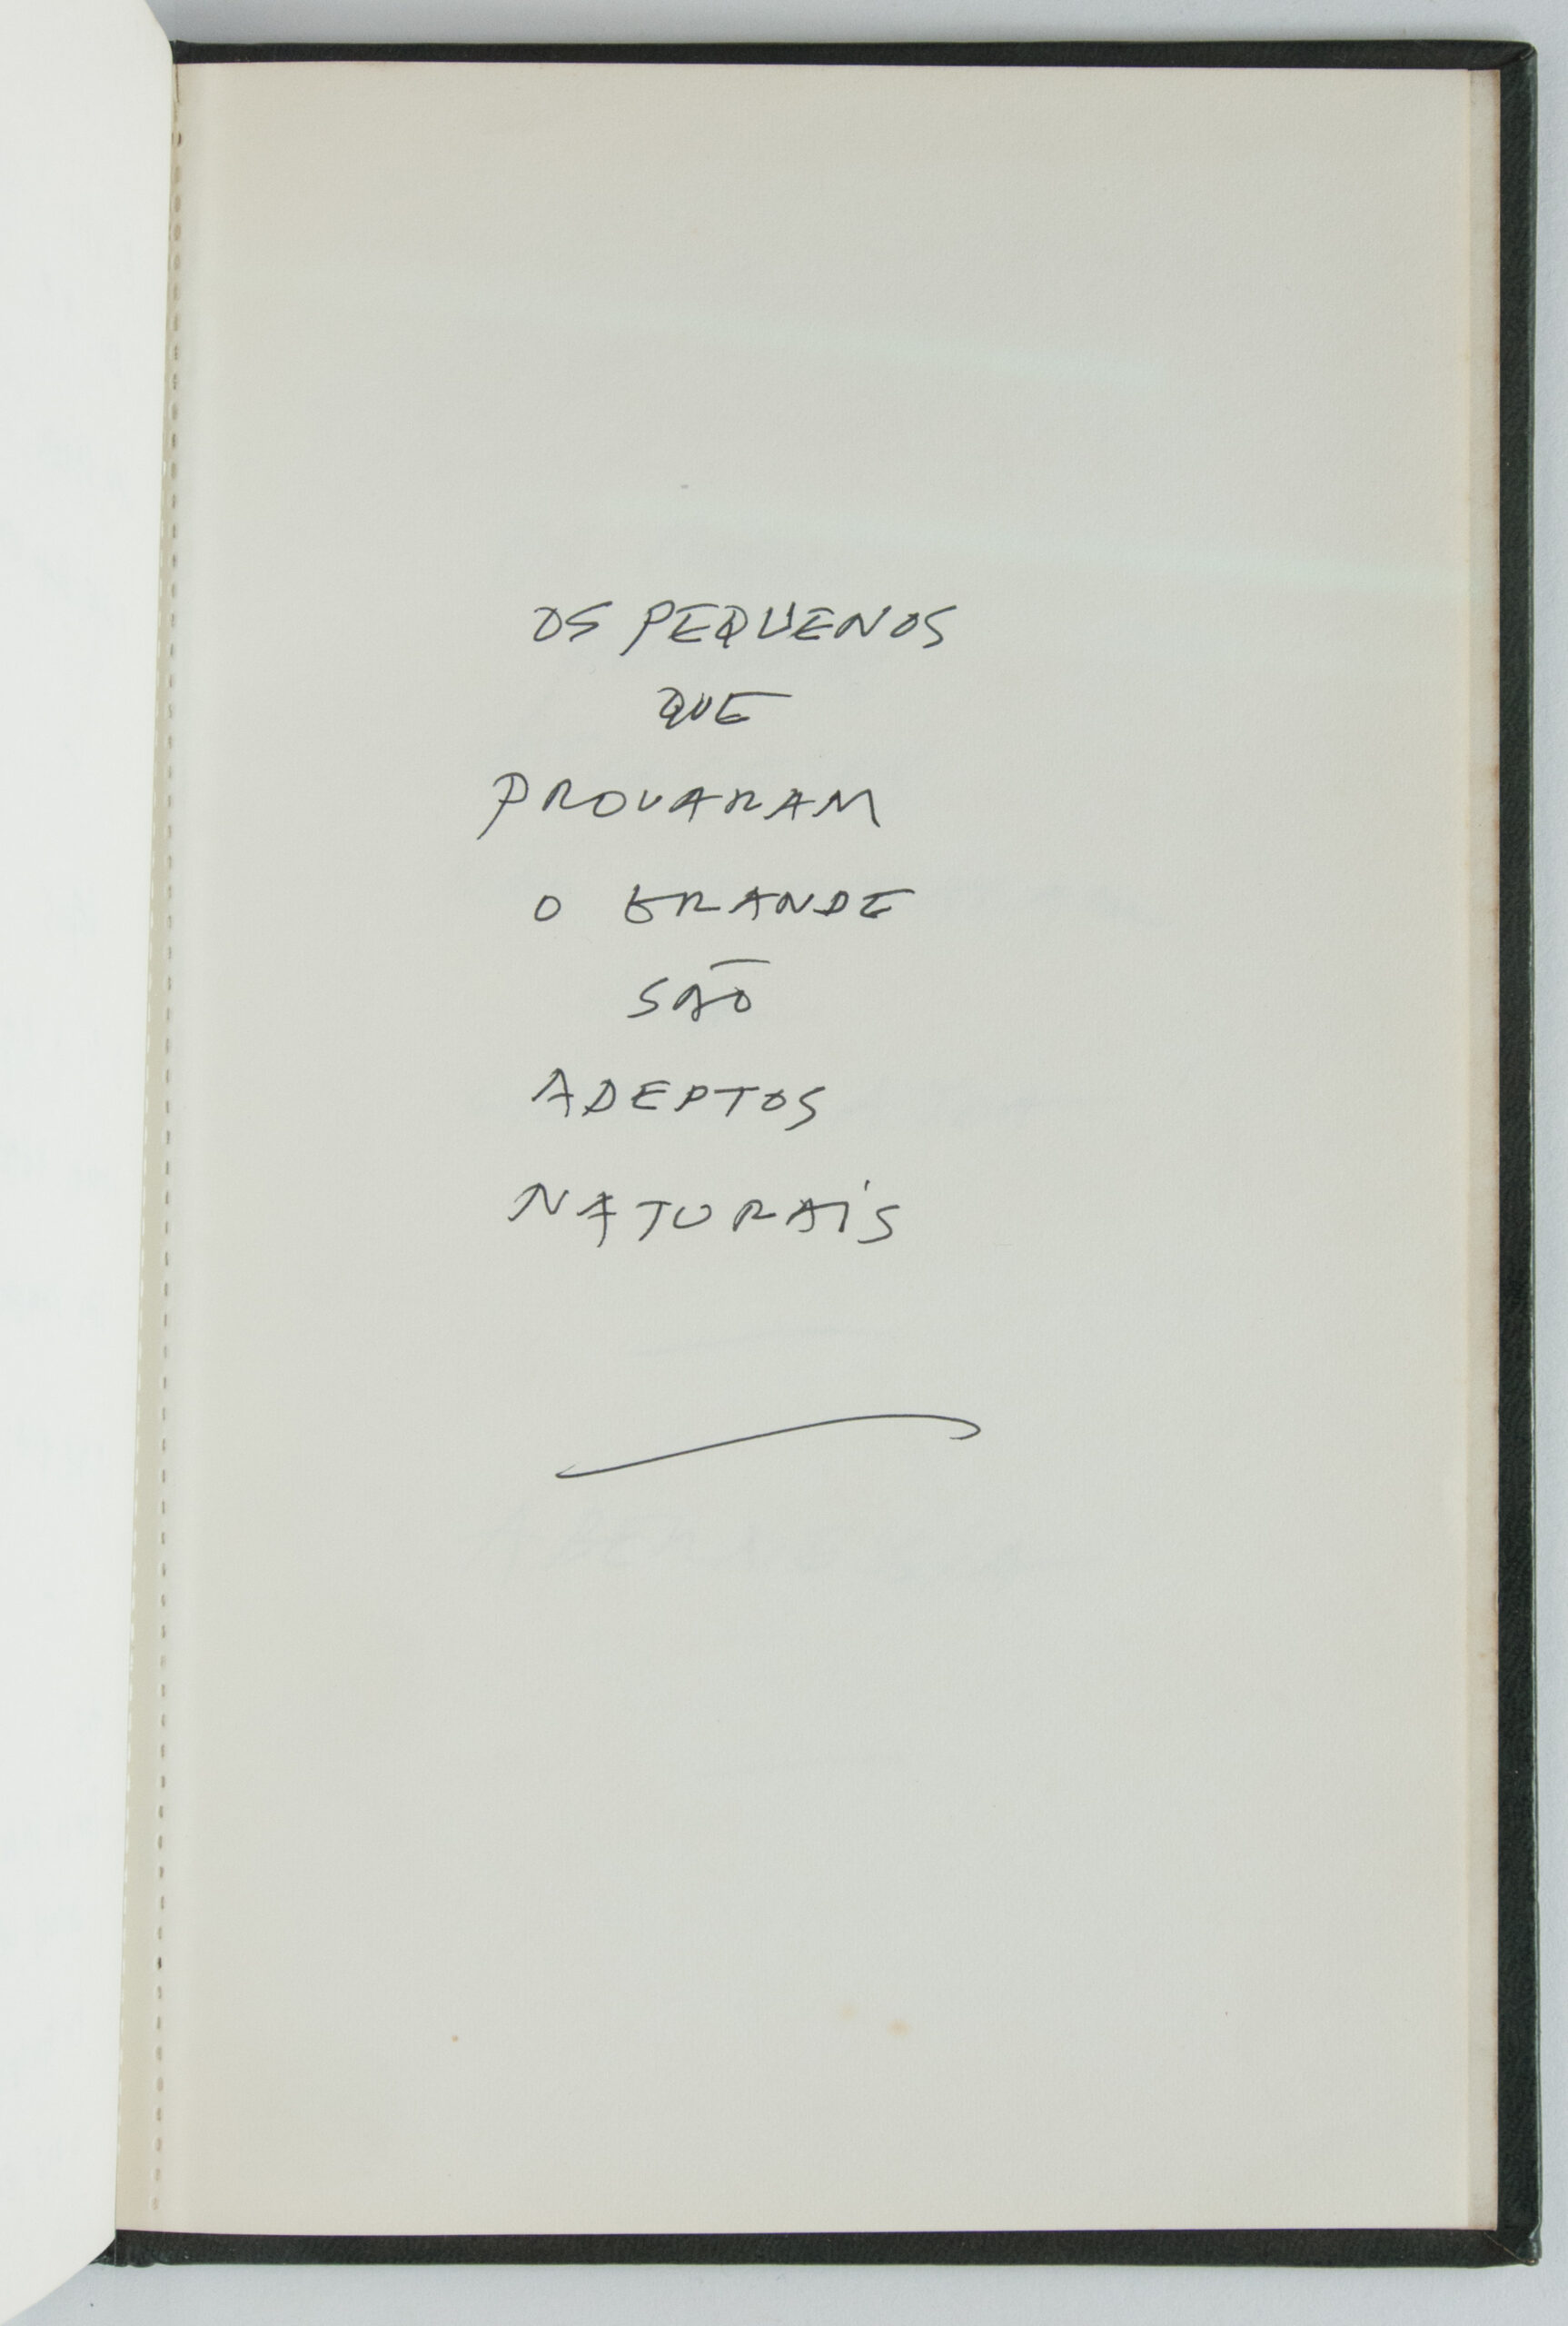 OS PEQUENOS
QUE
PROVARAM
O GRANDE
SÃO
ADEPTOS
NATURAIS